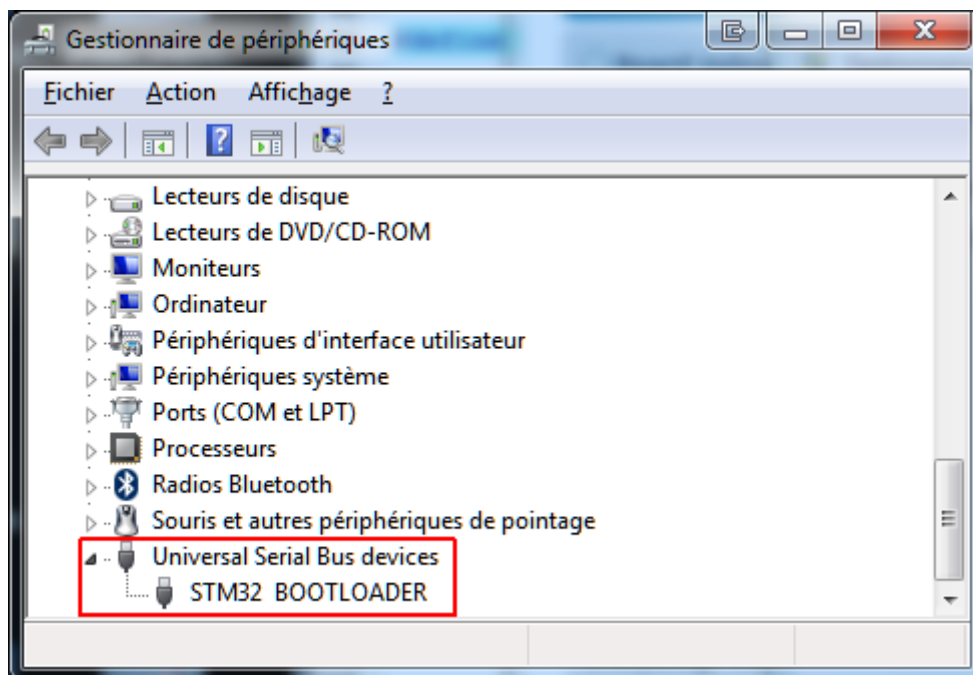 Gestionnaire de périphériques
Fichier Action Affichage ?
Lecteurs de disque
Lecteurs de DVD/CD-ROM
Moniteurs
Ordinateur
Périphériques d'interface utilisateur
Périphériques système
Ports (COM et LPT)
Processeurs
Radios Bluetooth
Souris et autres périphériques de pointage
Universal Serial Bus devices
STM32 BOOTLOADER